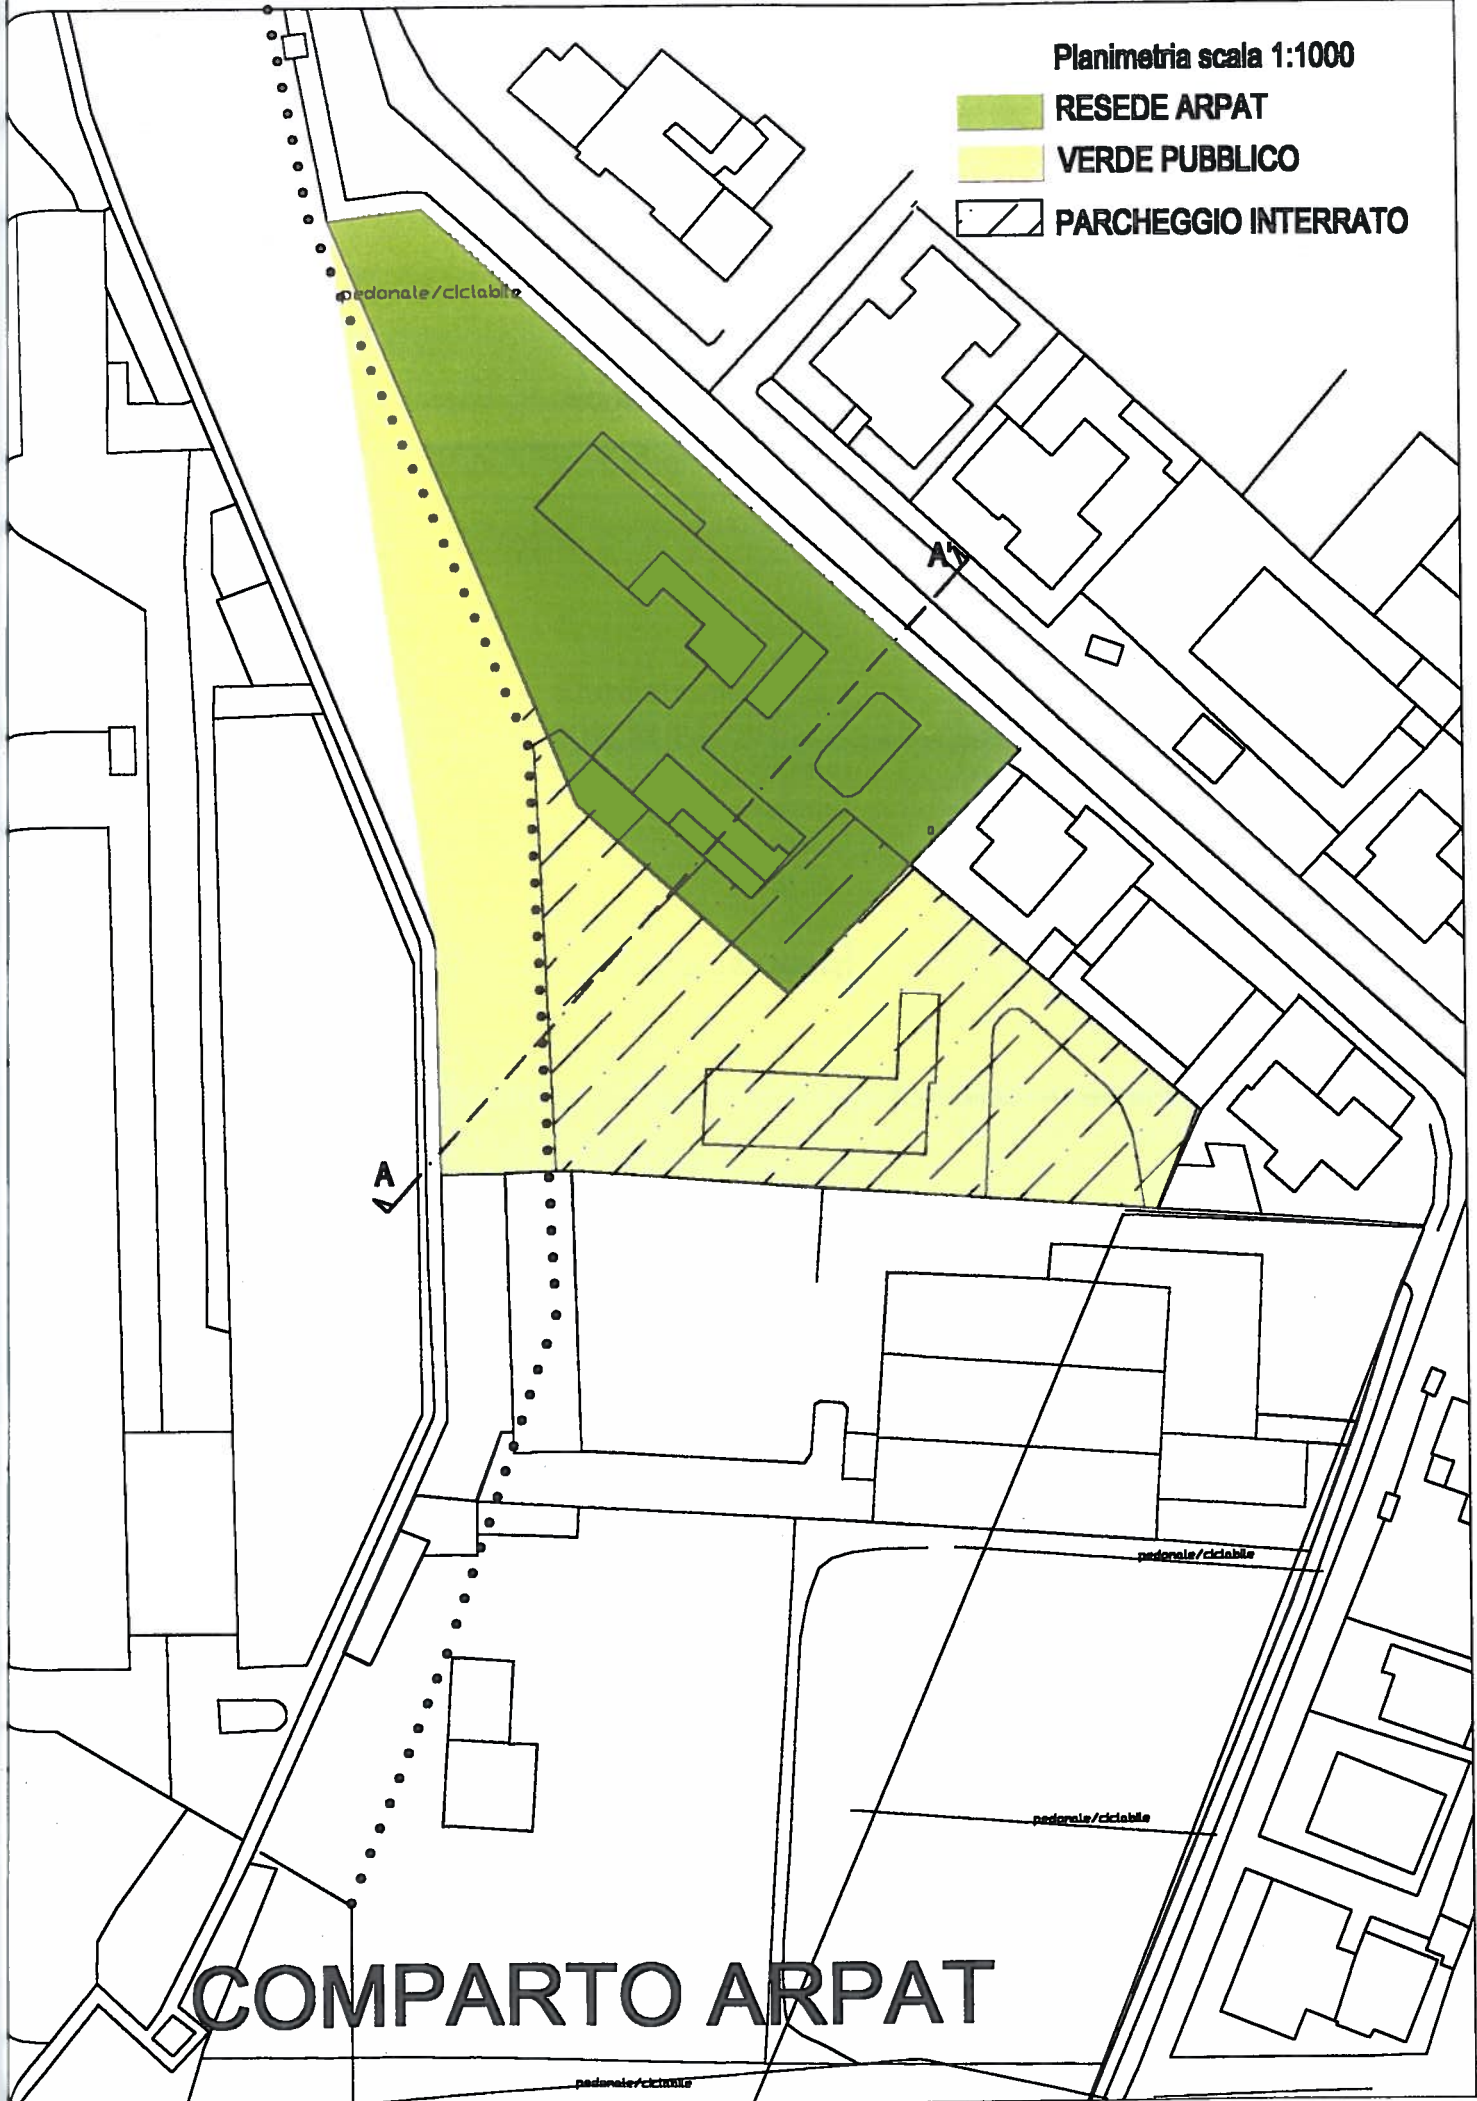 Planimetria scala 1:1000
RESEDE ARPAT
VERDE PUBBLICO
PARCHEGGIO INTERRATO
pedonale/ciclabile
A'
A
pedonale/ciclabile
pedonale/ciclabile
COMPARTO ARPAT
pedonale/ciclabile